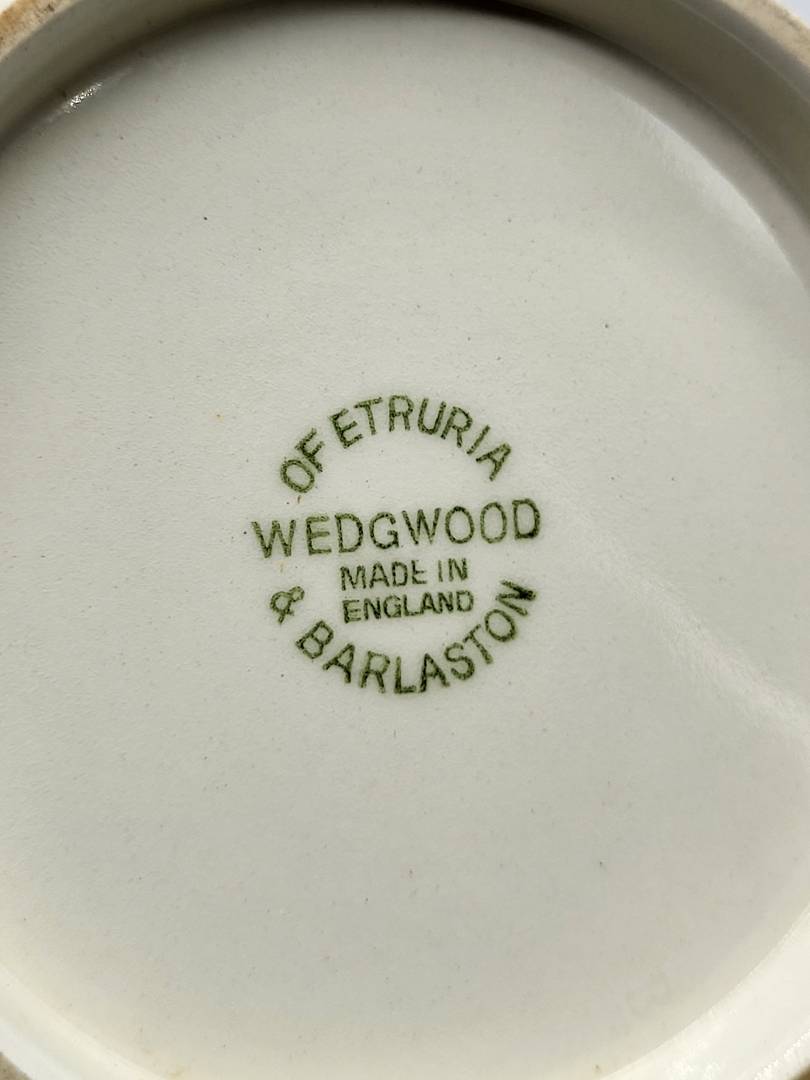 OF ETRURIA
WEDGWOOD
MADE IN
ENGLAND
& BARLASTON